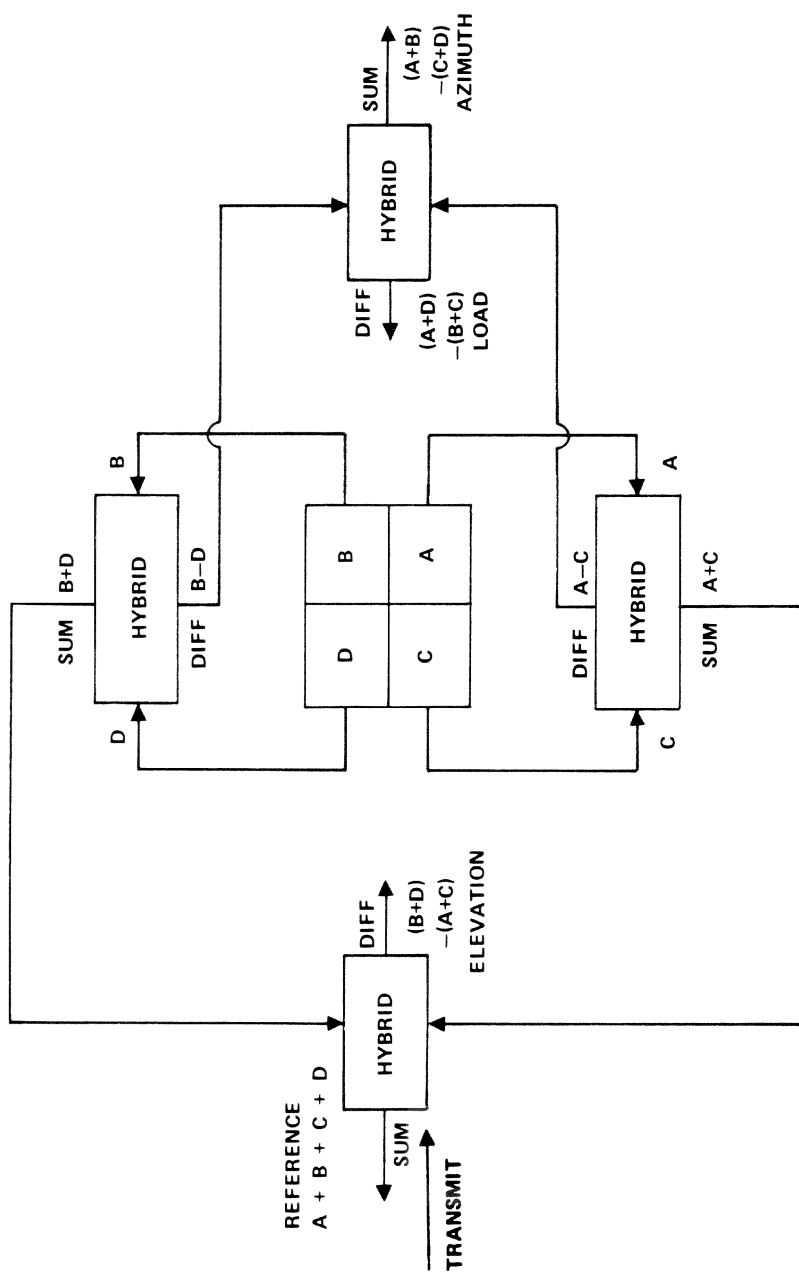 SUM B+D
D B
HYBRID
DIFF B−D
REFERENCE
A + B + C + D
SUM
TRANSMIT
HYBRID
DIFF
(B+D)
−(A+C)
ELEVATION
D B
C A
DIFF
(A+D)
−(B+C)
LOAD
HYBRID
SUM
(A+B)
−(C+D)
AZIMUTH
DIFF A−C
HYBRID
C A
SUM A+C